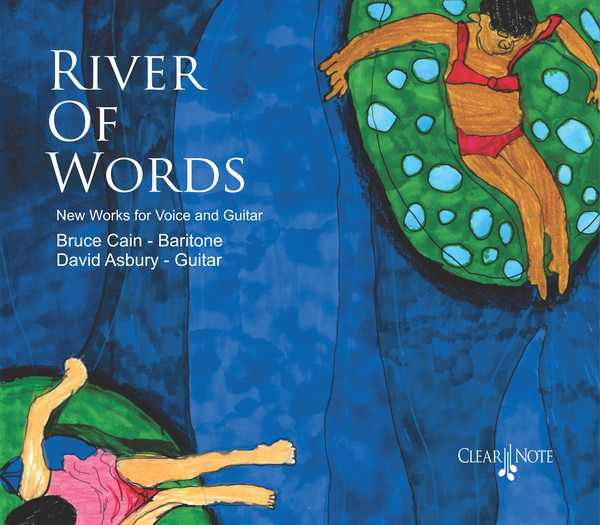 RIVER
OF
WORDS
New Works for Voice and Guitar
Bruce Cain - Baritone
David Asbury - Guitar
CLEAR NOTE